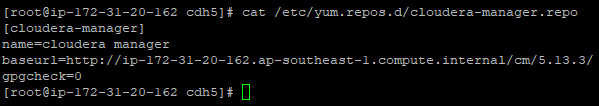 [root@ip-172-31-20-162 cdh5]# cat /etc/yum.repos.d/cloudera-manager.repo
[cloudera-manager]
name=cloudera manager
baseurl=http://ip-172-31-20-162.ap-southeast-1.compute.internal/cm/5.13.3/
gpgcheck=0
[root@ip-172-31-20-162 cdh5]#